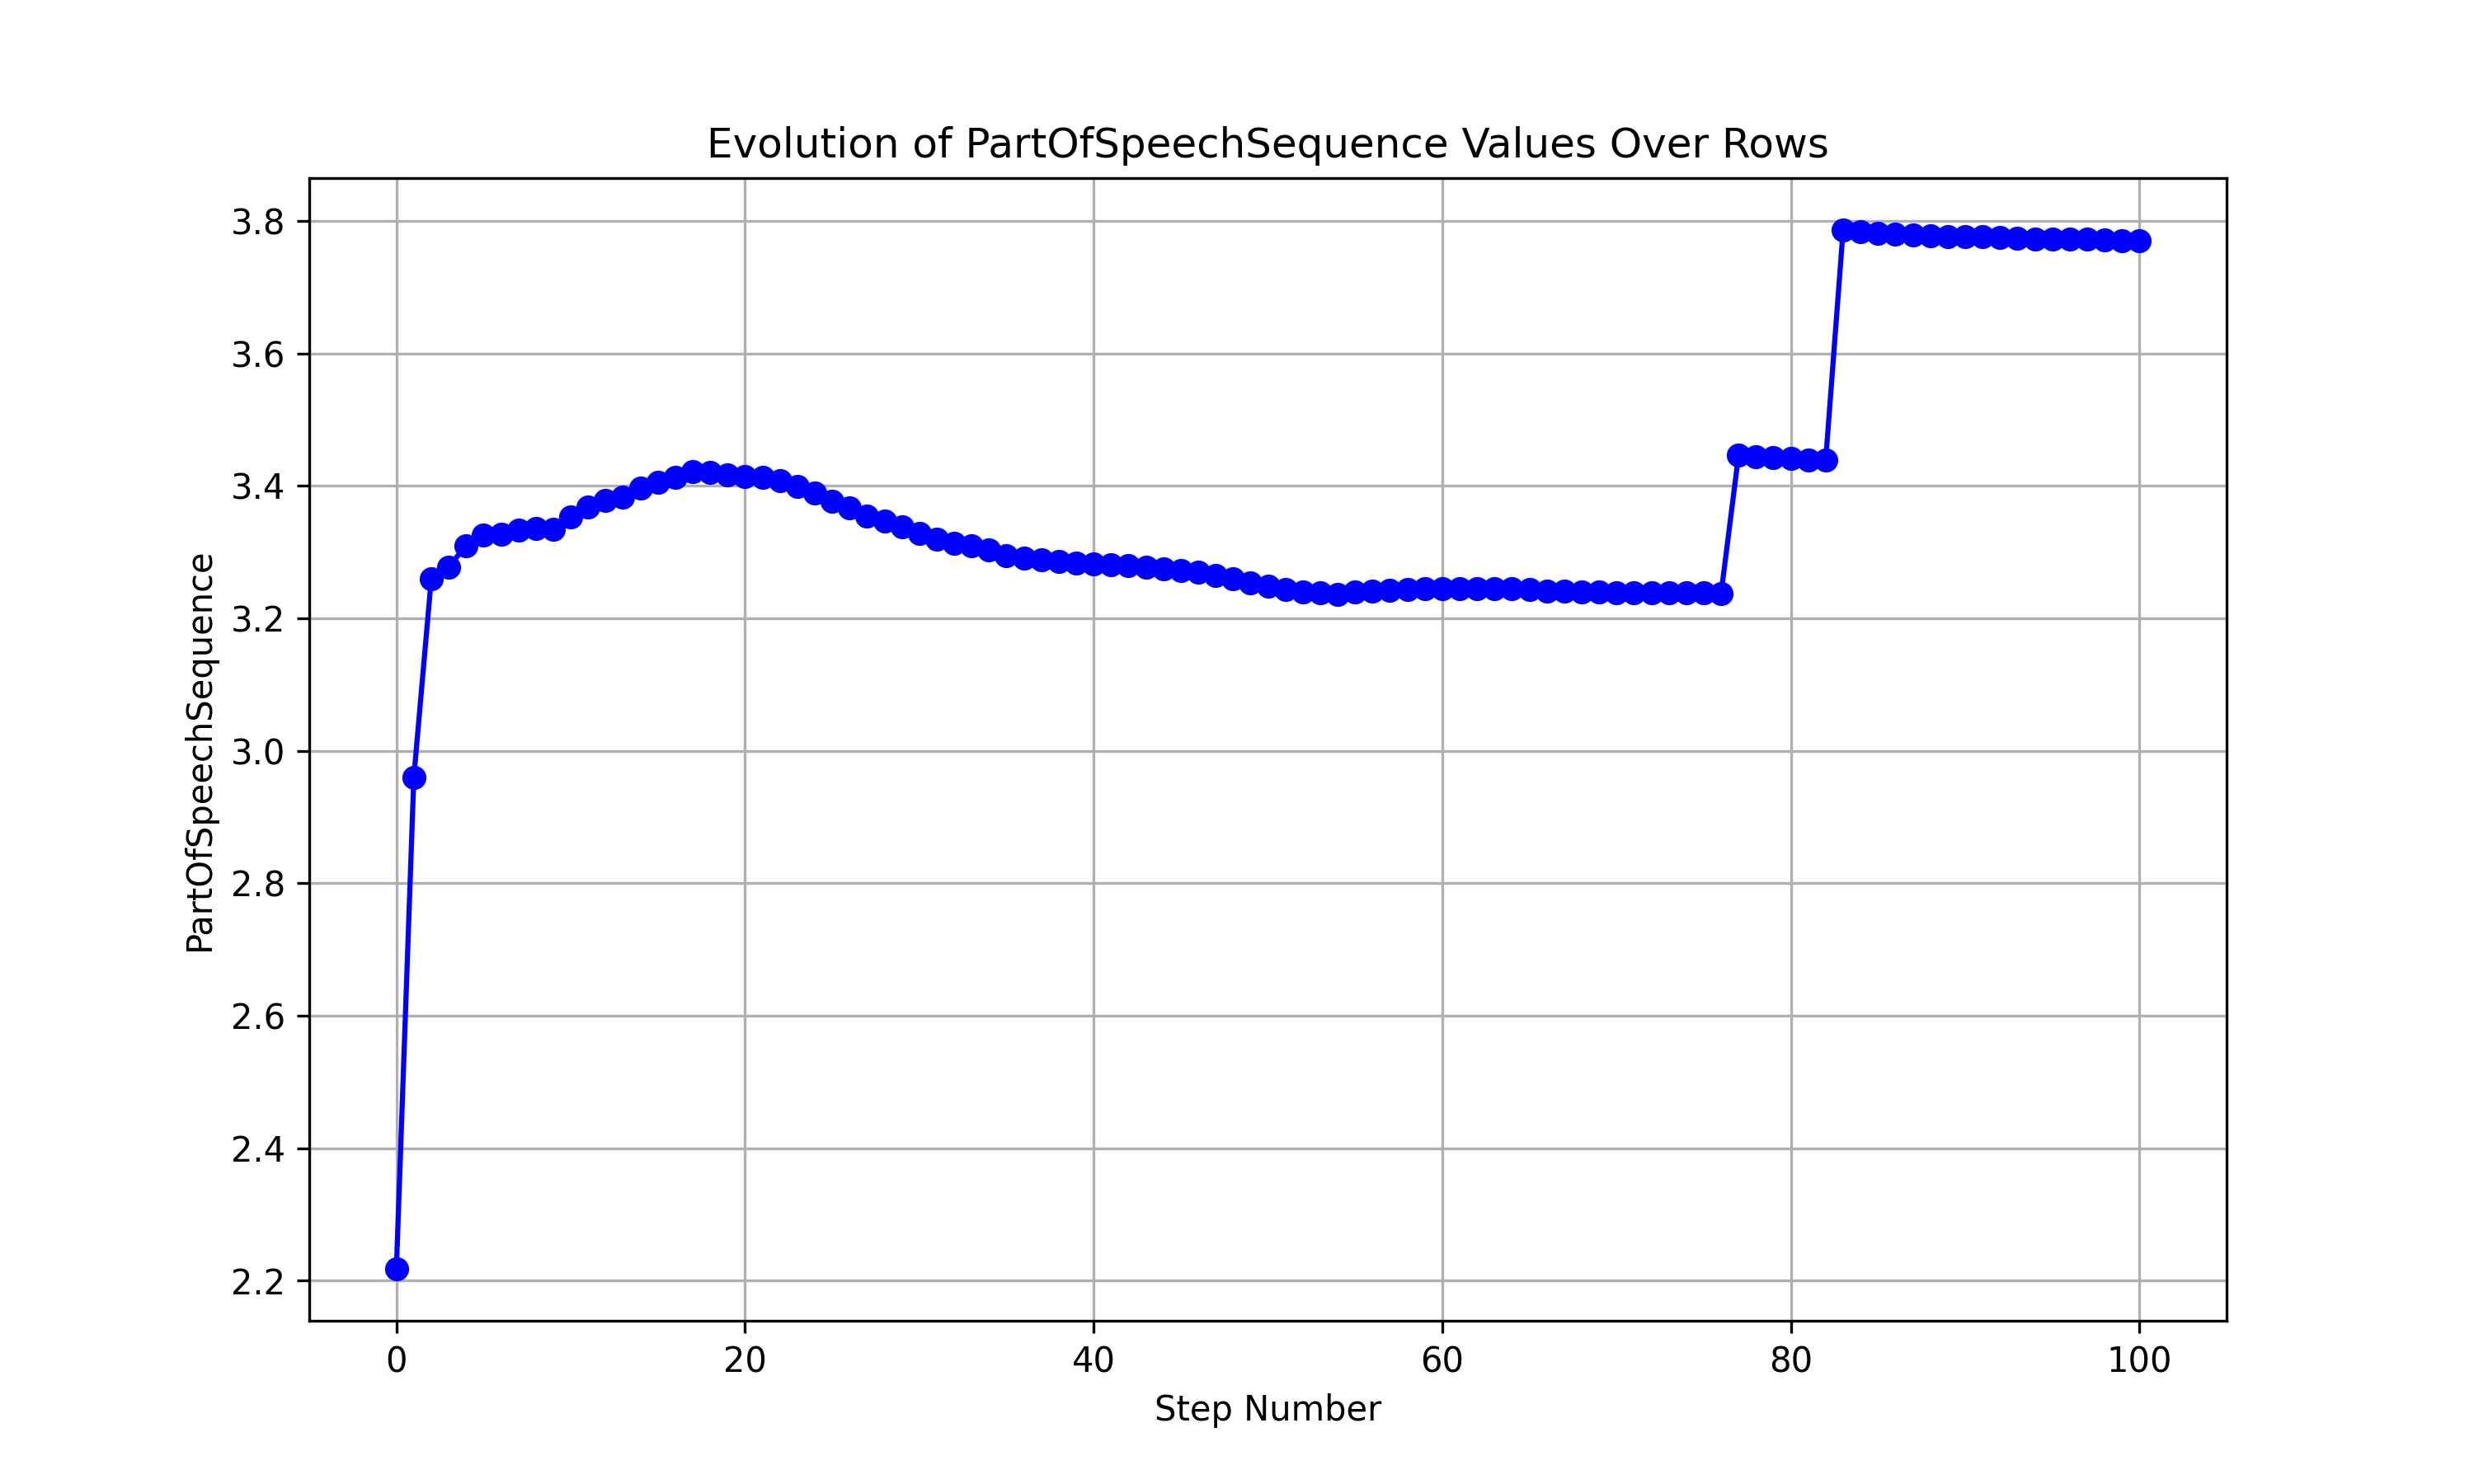 Evolution of PartOfSpeechSequence Values Over Rows
PartOfSpeechSequence
3.8
3.6
3.4
3.2
3.0
2.8
2.6
2.4
2.2
0 20 40 60 80 100
Step Number